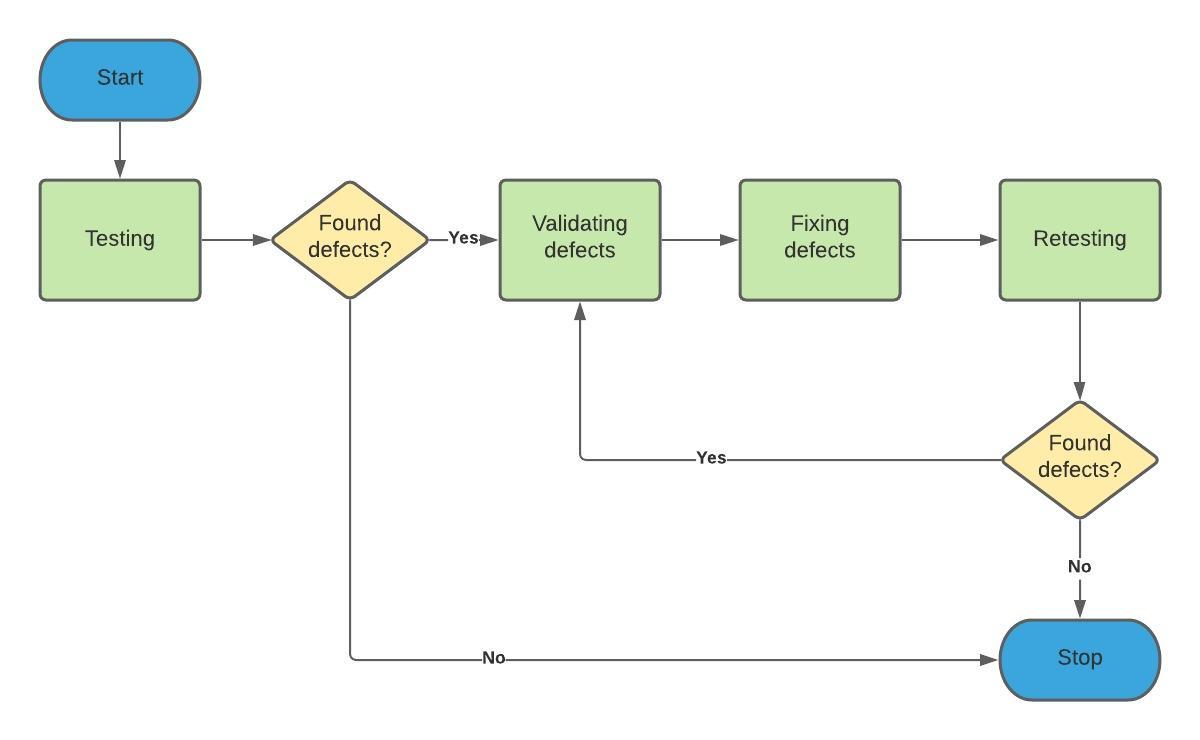 Start
Testing
Found
defects?
Yes
Validating
defects
Fixing
defects
Retesting
Yes
Found
defects?
No
No
Stop